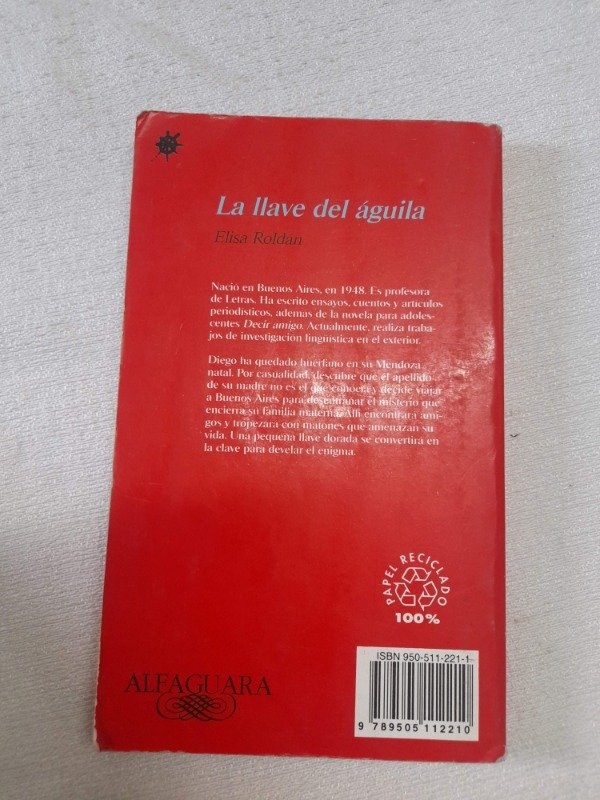 La llave del águila
Elisa Roldan
Nació en Buenos Aires, en 1948. Es profesora
de Letras. Ha escrito ensayos, cuentos y artículos
periodísticos, además de la novela para adoles-
centes Decir amigo. Actualmente, realiza traba-
jos de investigación lingüística en el exterior.
Diego ha quedado huérfano en su Mendoza
natal. Por casualidad, descubre que el apellido
de su madre no es el que conocía y decide viajar
a Buenos Aires para desentrañar el misterio que
encierra su familia materna. Allí encontrará ami-
gos y tropezará con matones que amenazan su
vida. Una pequeña llave dorada se convertirá en
la clave para develar el enigma.
PAPEL RECICLADO
100%
ISBN 950-511-221-1
ALFAGUARA
9 789505 112210